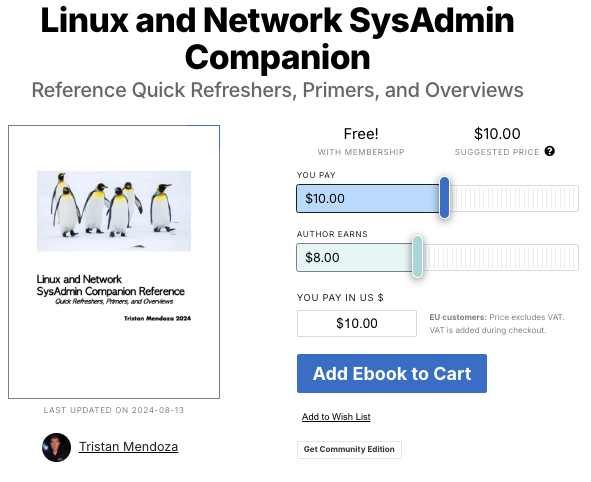 Linux and Network SysAdmin
Companion
Reference Quick Refreshers, Primers, and Overviews
Linux and Network
SysAdmin Companion Reference
Quick Refreshers, Primers, and Overviews
Tristan Mendoza 2024
LAST UPDATED ON 2024-08-13
Tristan Mendoza
Free!
WITH MEMBERSHIP
$10.00
SUGGESTED PRICE ?
YOU PAY
$10.00
AUTHOR EARNS
$8.00
YOU PAY IN US $
$10.00
EU customers: Price excludes VAT.
VAT is added during checkout.
Add Ebook to Cart
Add to Wish List
Get Community Edition